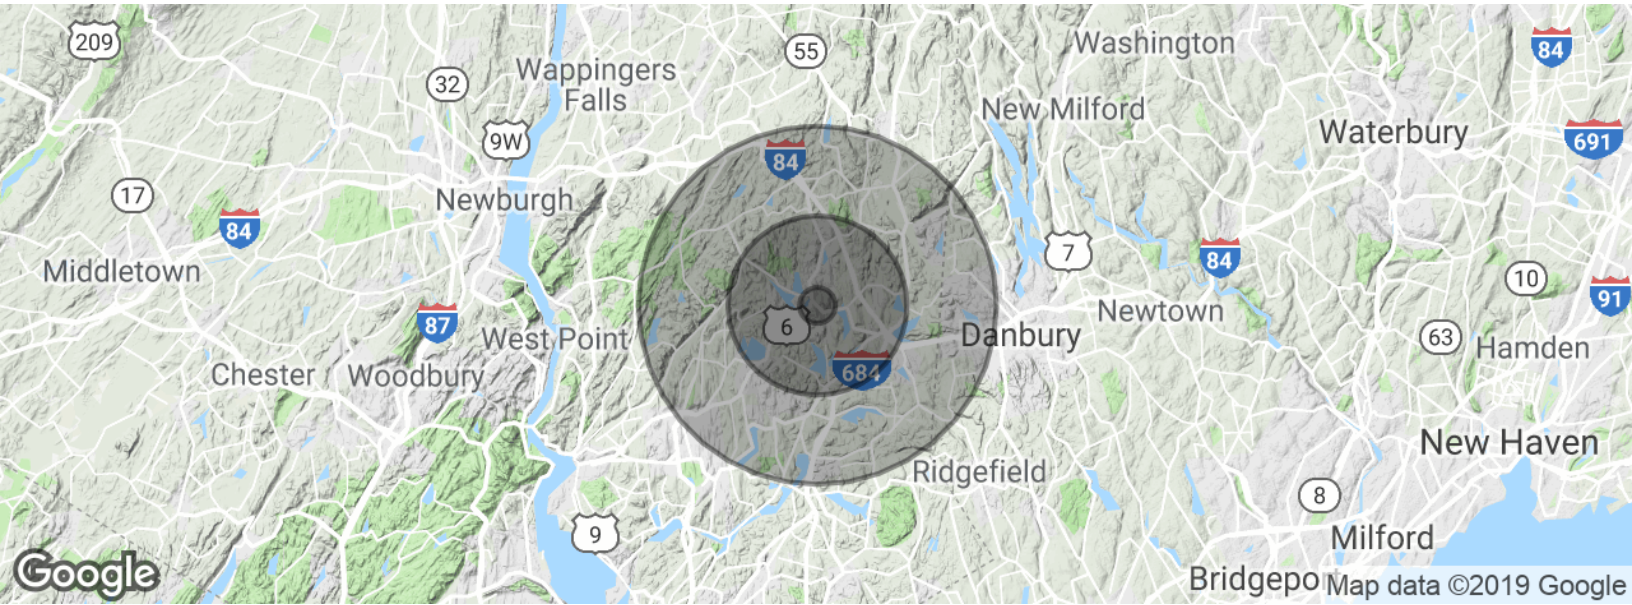 209
55
Washington
84
32
Wappingers
Falls
New Milford
9W
84
Waterbury
691
17
Newburgh
84
7
84
Middletown
10
91
87
6
Newtown
West Point
Danbury
63
Hamden
Chester
Woodbury
684
New Haven
Ridgefield
8
9
Milford
Google
Bridgepo
Map data ©2019 Google